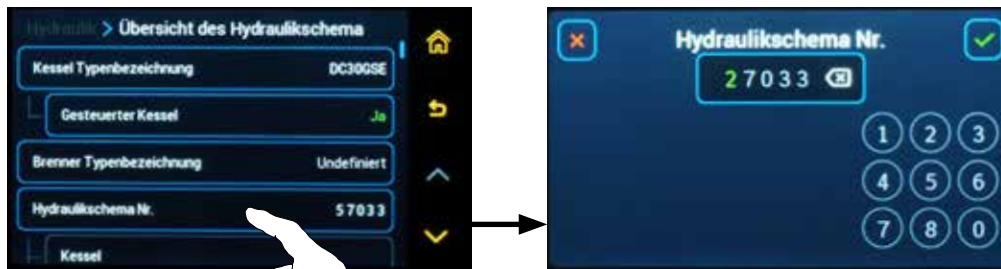 Hydraulik > Übersicht des Hydraulikschema
Kessel Typenbezeichnung DC30GSE
Gesteuerter Kessel Ja
Brenner Typenbezeichnung Undefiniert
Hydraulikschema Nr. 57033
Kessel
Hydraulikschema Nr.
27033
1 2 3
4 5 6
7 8 0